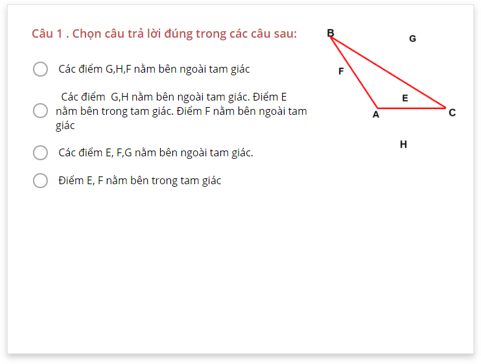 Câu 1 . Chọn câu trả lời đúng trong các câu sau:
B
G
Các điểm G,H,F nằm bên ngoài tam giác
F
Các điểm G,H nằm bên ngoài tam giác. Điểm E
nằm bên trong tam giác. Điểm F nằm bên ngoài tam
giác
E
A
C
H
Các điểm E, F,G nằm bên ngoài tam giác.
Điểm E, F nằm bên trong tam giác